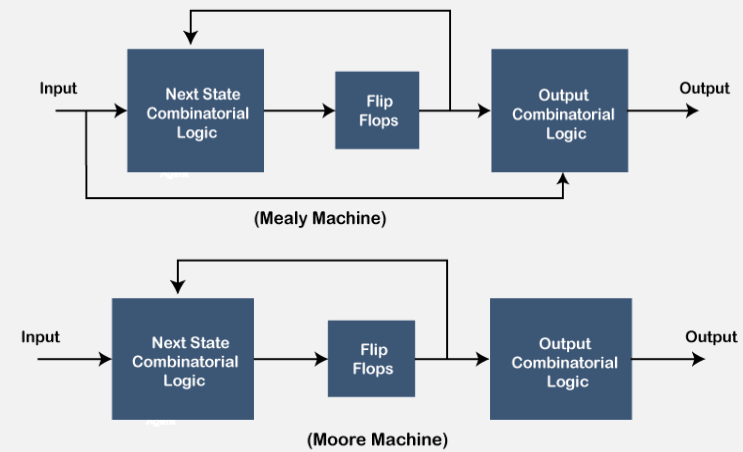 Input
Next State
Combinatorial
Logic
Flip
Flops
Output
Combinatorial
Logic
Output
(Mealy Machine)
Input
Next State
Combinatorial
Logic
Flip
Flops
Output
Combinatorial
Logic
Output
(Moore Machine)